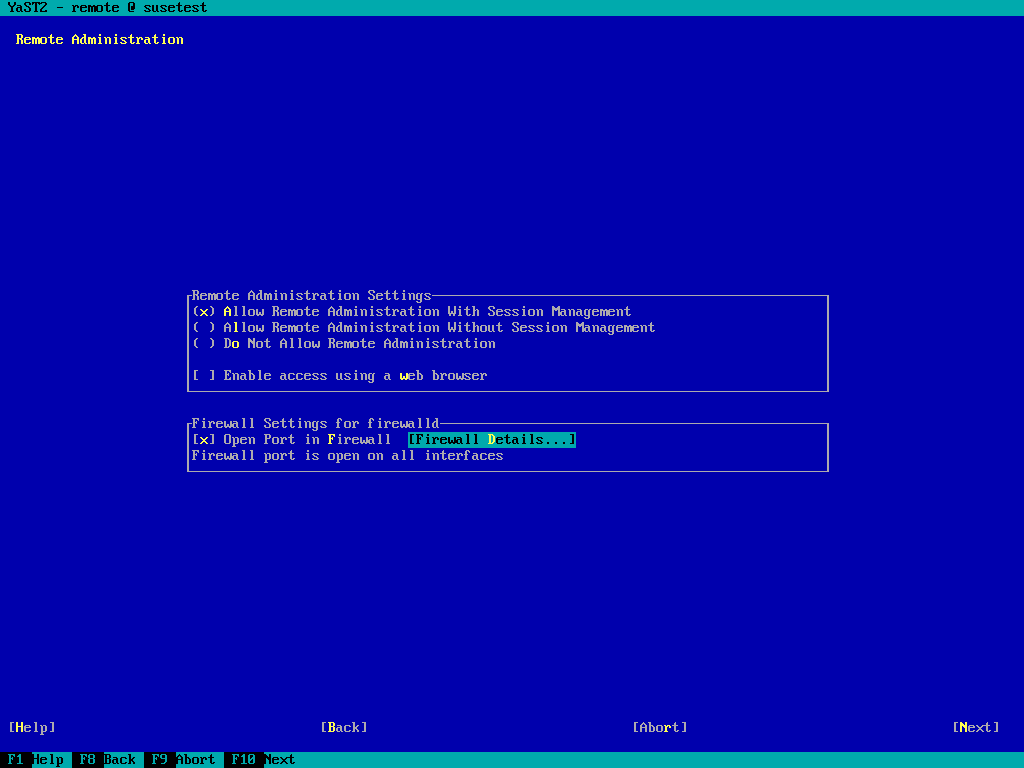 YaST2 - remote @ susetest
Remote Administration
Remote Administration Settings
(x) Allow Remote Administration With Session Management
( ) Allow Remote Administration Without Session Management
( ) Do Not Allow Remote Administration
[ ] Enable access using a web browser
Firewall Settings for firewalld
[x] Open Port in Firewall [Firewall Details...]
Firewall port is open on all interfaces
[Help] [Back] [Abort] [Next]
F1 Help F8 Back F9 Abort F10 Next